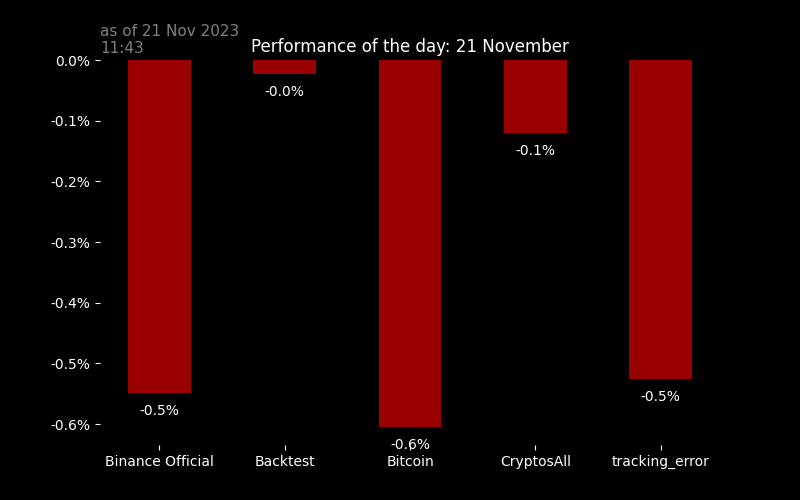 as of 21 Nov 2023
11:43
Performance of the day: 21 November
0.0%
-0.1%
-0.2%
-0.3%
-0.4%
-0.5%
-0.6%
-0.5%
-0.0%
-0.6%
-0.1%
-0.5%
Binance Official
Backtest
Bitcoin
CryptosAll
tracking_error